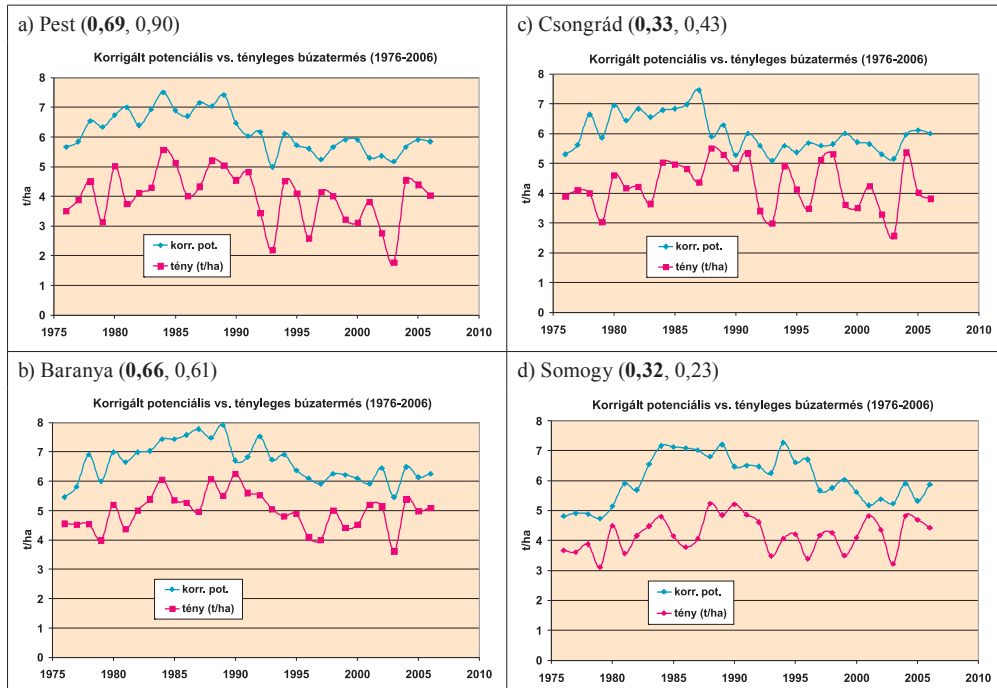 a) Pest (0,69, 0,90)
Korrigált potenciális vs. tényleges búzatermés (1976-2006)
8
7
6
5
4
3
2
1
0
t/ha
korr. pot.
tény (t/ha)
1975 1980 1985 1990 1995 2000 2005 2010
c) Csongrád (0,33, 0,43)
Korrigált potenciális vs. tényleges búzatermés (1976-2006)
8
7
6
5
4
3
2
1
0
t/ha
korr. pot.
tény (t/ha)
1975 1980 1985 1990 1995 2000 2005 2010
b) Baranya (0,66, 0,61)
Korrigált potenciális vs. tényleges búzatermés (1976-2006)
8
7
6
5
4
3
2
1
0
t/ha
korr. pot.
tény (t/ha)
1975 1980 1985 1990 1995 2000 2005 2010
d) Somogy (0,32, 0,23)
Korrigált potenciális vs. tényleges búzatermés (1976-2006)
8
7
6
5
4
3
2
1
0
t/ha
korr. pot.
tény (t/ha)
1975 1980 1985 1990 1995 2000 2005 2010